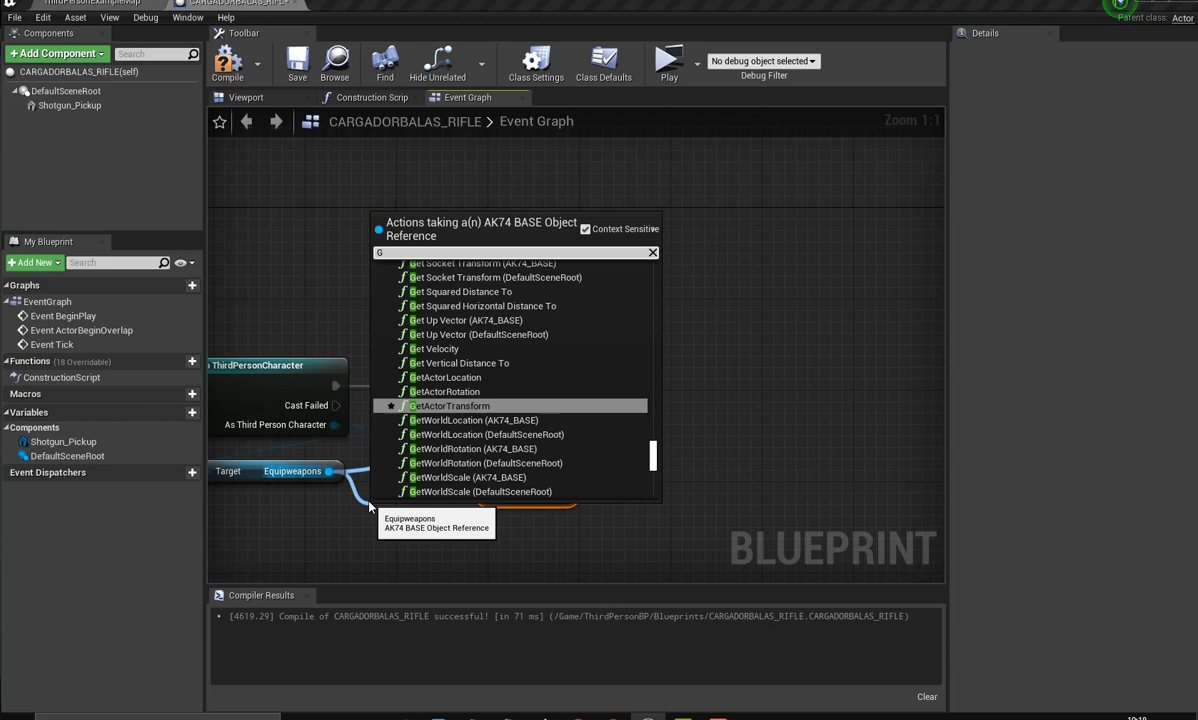 ThirdPersonExampleMap
CARGADORBALAS_RIFLE*
Parent class: Actor
File Edit Asset View Debug Window Help
Components
+ Add Component
Search
CARGADORBALAS_RIFLE(self)
DefaultSceneRoot
Shotgun_Pickup
Toolbar
Compile
Save
Browse
Find
Hide Unrelated
Class Settings
Class Defaults
Play
No debug object selected
Debug Filter
Details
Viewport
Construction Scrip
Event Graph
CARGADORBALAS_RIFLE > Event Graph
Zoom 1:1
My Blueprint
+ Add New
Search
Graphs
EventGraph
Event BeginPlay
Event ActorBeginOverlap
Event Tick
Functions (18 Overridable)
ConstructionScript
Macros
Variables
Components
Shotgun_Pickup
DefaultSceneRoot
Event Dispatchers
ThirdPersonCharacter
Cast Failed
As Third Person Character
Target Equipweapons
Actions taking a(n) AK74 BASE Object
Reference
Context Sensitive
G
Get Socket Transform (AK74_BASE)
Get Socket Transform (DefaultSceneRoot)
Get Squared Distance To
Get Squared Horizontal Distance To
Get Up Vector (AK74_BASE)
Get Up Vector (DefaultSceneRoot)
Get Velocity
Get Vertical Distance To
GetActorLocation
GetActorRotation
GetActorTransform
GetWorldLocation (AK74_BASE)
GetWorldLocation (DefaultSceneRoot)
GetWorldRotation (AK74_BASE)
GetWorldRotation (DefaultSceneRoot)
GetWorldScale (AK74_BASE)
GetWorldScale (DefaultSceneRoot)
Equipweapons
AK74 BASE Object Reference
BLUEPRINT
Compiler Results
[4619.29] Compile of CARGADORBALAS_RIFLE successful! [in 71 ms] (/Game/ThirdPersonBP/Blueprints/CARGADORBALAS_RIFLE.CARGADORBALAS_RIFLE)
Clear